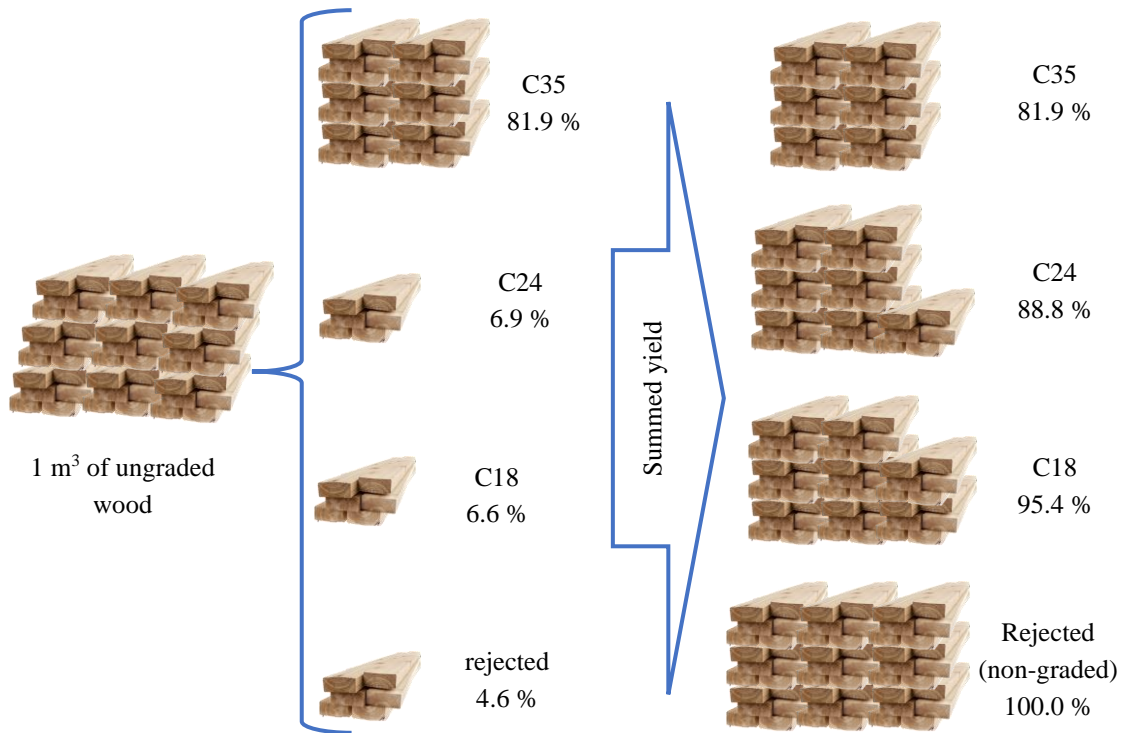 1 m³ of ungraded
wood
C35
81.9 %
C24
6.9 %
C18
6.6 %
rejected
4.6 %
Summed yield
C35
81.9 %
C24
88.8 %
C18
95.4 %
Rejected
(non-graded)
100.0 %